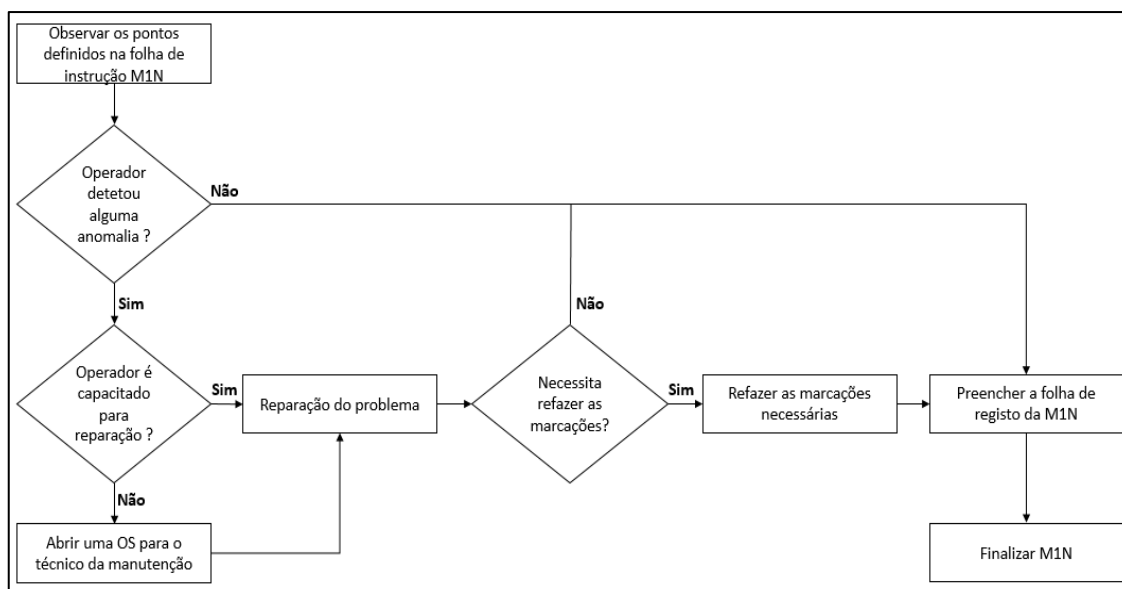 Observar os pontos
definidos na folha de
instrução M1N
Operador
detetou
alguma
anomalia ?
Não
Sim
Operador é
capacitado
para
reparação ?
Sim
Reparação do problema
Não
Necessita
refazer as
marcações?
Sim
Refazer as marcações
necessárias
Preencher a folha de
registo da M1N
Não
Abrir uma OS para o
técnico da manutenção
Finalizar M1N